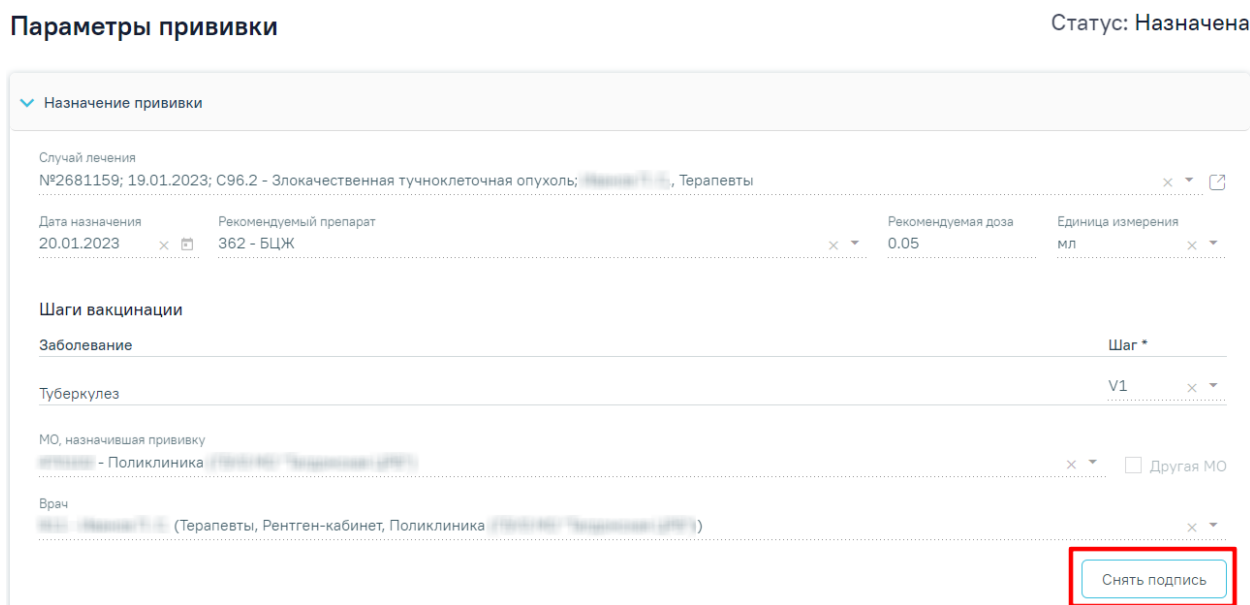 Параметры прививки
Статус: Назначена
Назначение прививки
Случай лечения
№2681159; 19.01.2023; C96.2 - Злокачественная тучноклеточная опухоль; , Терапевты
Дата назначения Рекомендуемый препарат Рекомендуемая доза Единица измерения
20.01.2023 362 - БЦЖ 0.05 мл
Шаги вакцинации
Заболевание Шаг *
Туберкулез V1
МО, назначившая прививку
- Поликлиника
Другая МО
Врач
(Терапевты, Рентген-кабинет, Поликлиника )
Снять подпись